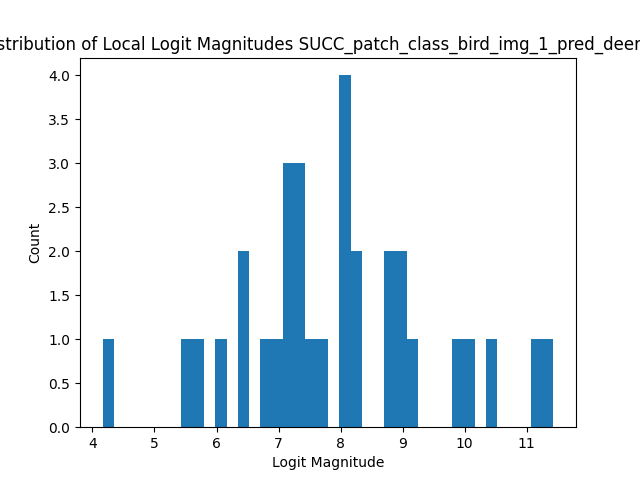 stribution of Local Logit Magnitudes SUCC_patch_class_bird_img_1_pred_deer
4.0
3.5
3.0
2.5
2.0
1.5
1.0
0.5
0.0
Count
4 5 6 7 8 9 10 11
Logit Magnitude